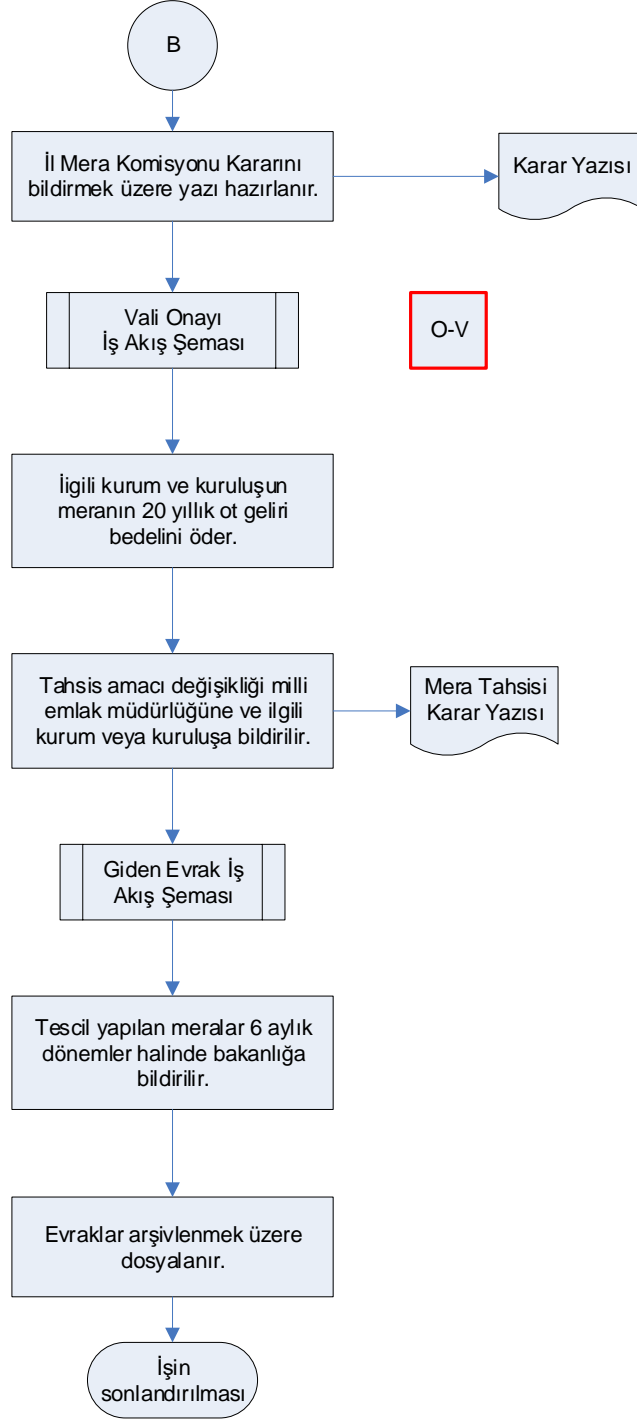 B
İl Mera Komisyonu Kararını
bildirmek üzere yazı hazırlanır.
Karar Yazısı
Vali Onayı
İş Akış Şeması
O-V
İigili kurum ve kuruluşun
meranın 20 yıllık ot geliri
bedelini öder.
Tahsis amacı değişikliği milli
emlak müdürlüğüne ve ilgili
kurum veya kuruluşa bildirilir.
Mera Tahsisi
Karar Yazısı
Giden Evrak İş
Akış Şeması
Tescil yapılan meralar 6 aylık
dönemler halinde bakanlığa
bildirilir.
Evraklar arşivlenmek üzere
dosyalanır.
İşin
sonlandırılması